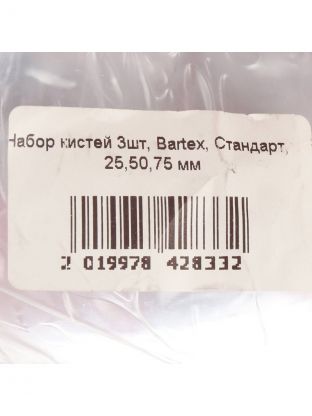 Набор кистей 3шт, Bartex, Стандарт,
25,50,75 мм
2 019978 428332